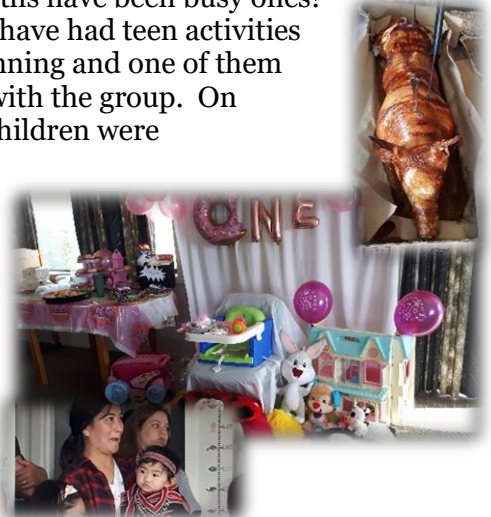 ths have been busy ones!
have had teen activities
nning and one of them
with the group. On
hildren were
ONE